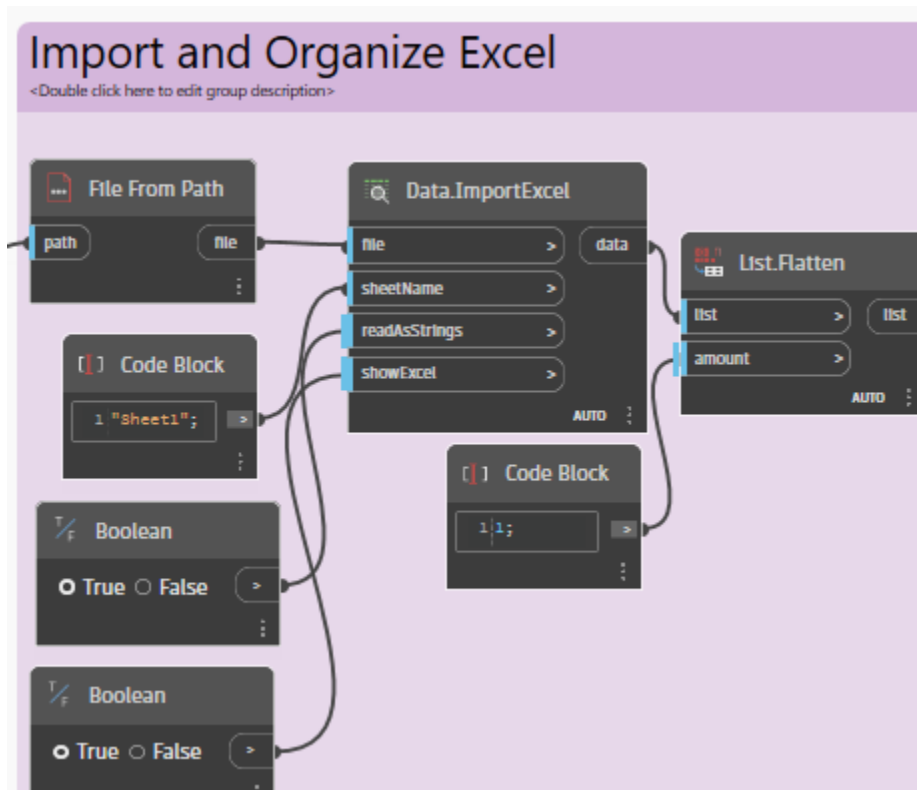 Import and Organize Excel
<Double click here to edit group description>
File From Path
path
file
Data.ImportExcel
file >
data
sheetName >
readAsStrings >
showExcel >
AUTO
List.Flatten
list >
list
amount >
AUTO
[ ] Code Block
1 "Sheet1"; >
[ ] Code Block
1 1; >
T/F Boolean
True False >
T/F Boolean
True False >